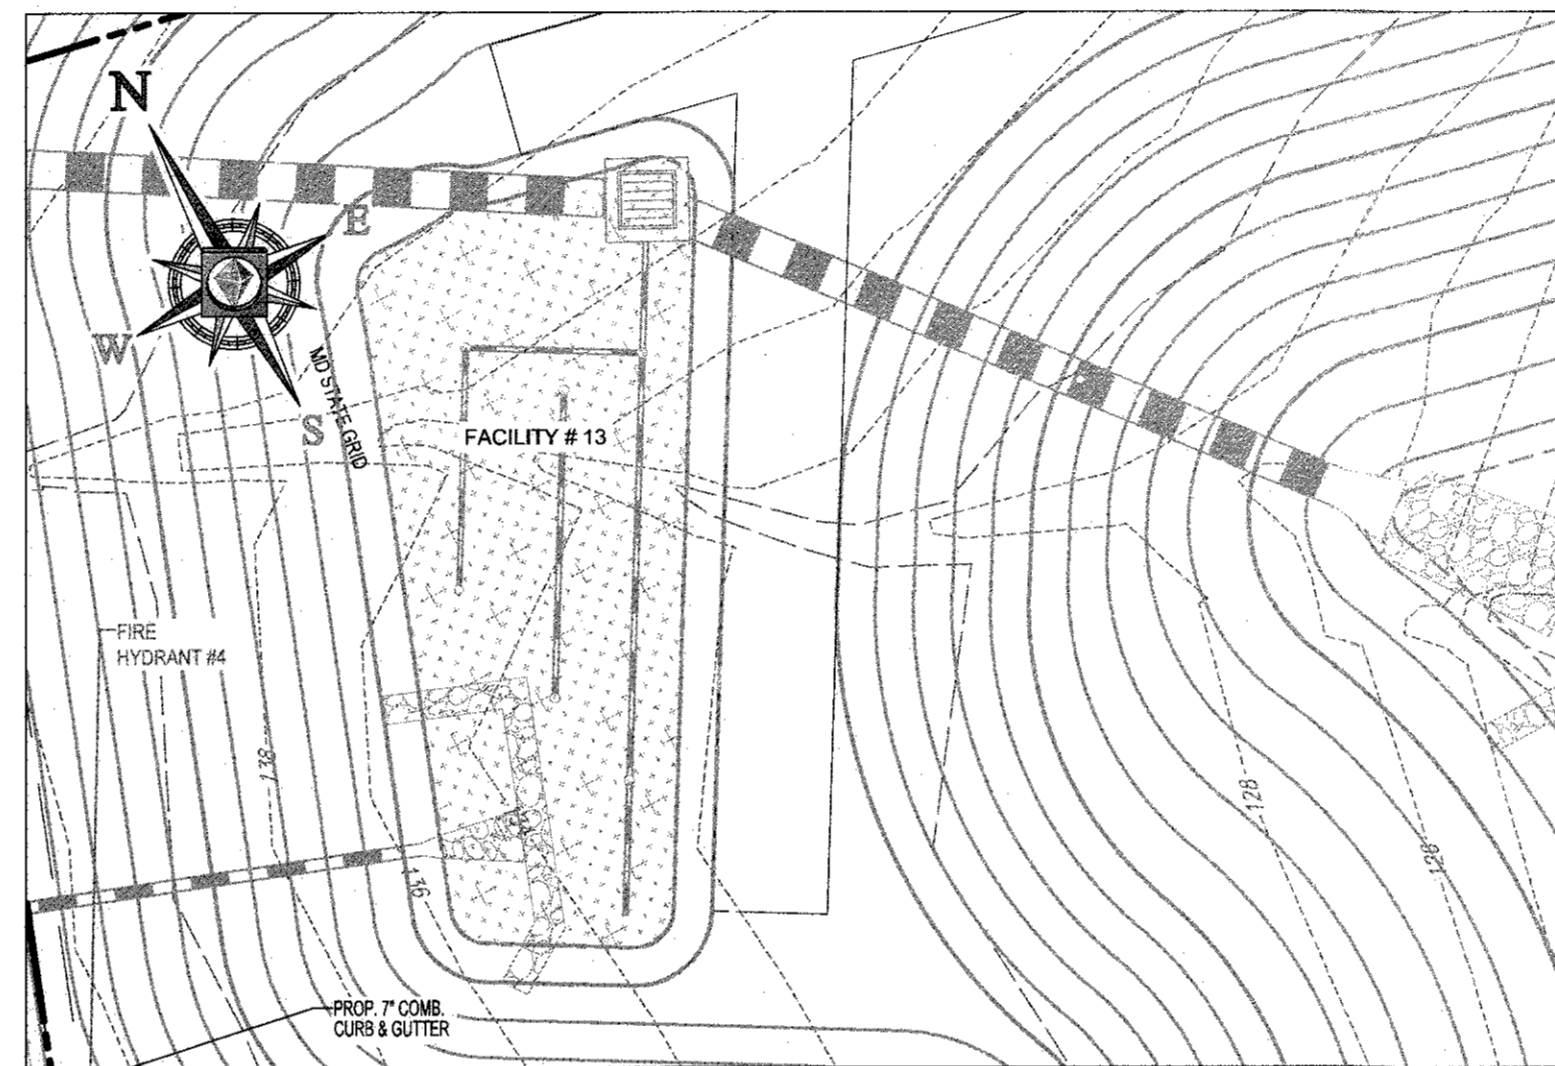 N
E
W
S
MD STATE GRID
FACILITY # 13
FIRE
HYDRANT #4
138
136
128
128
PROP. 7" COMB.
CURB & GUTTER